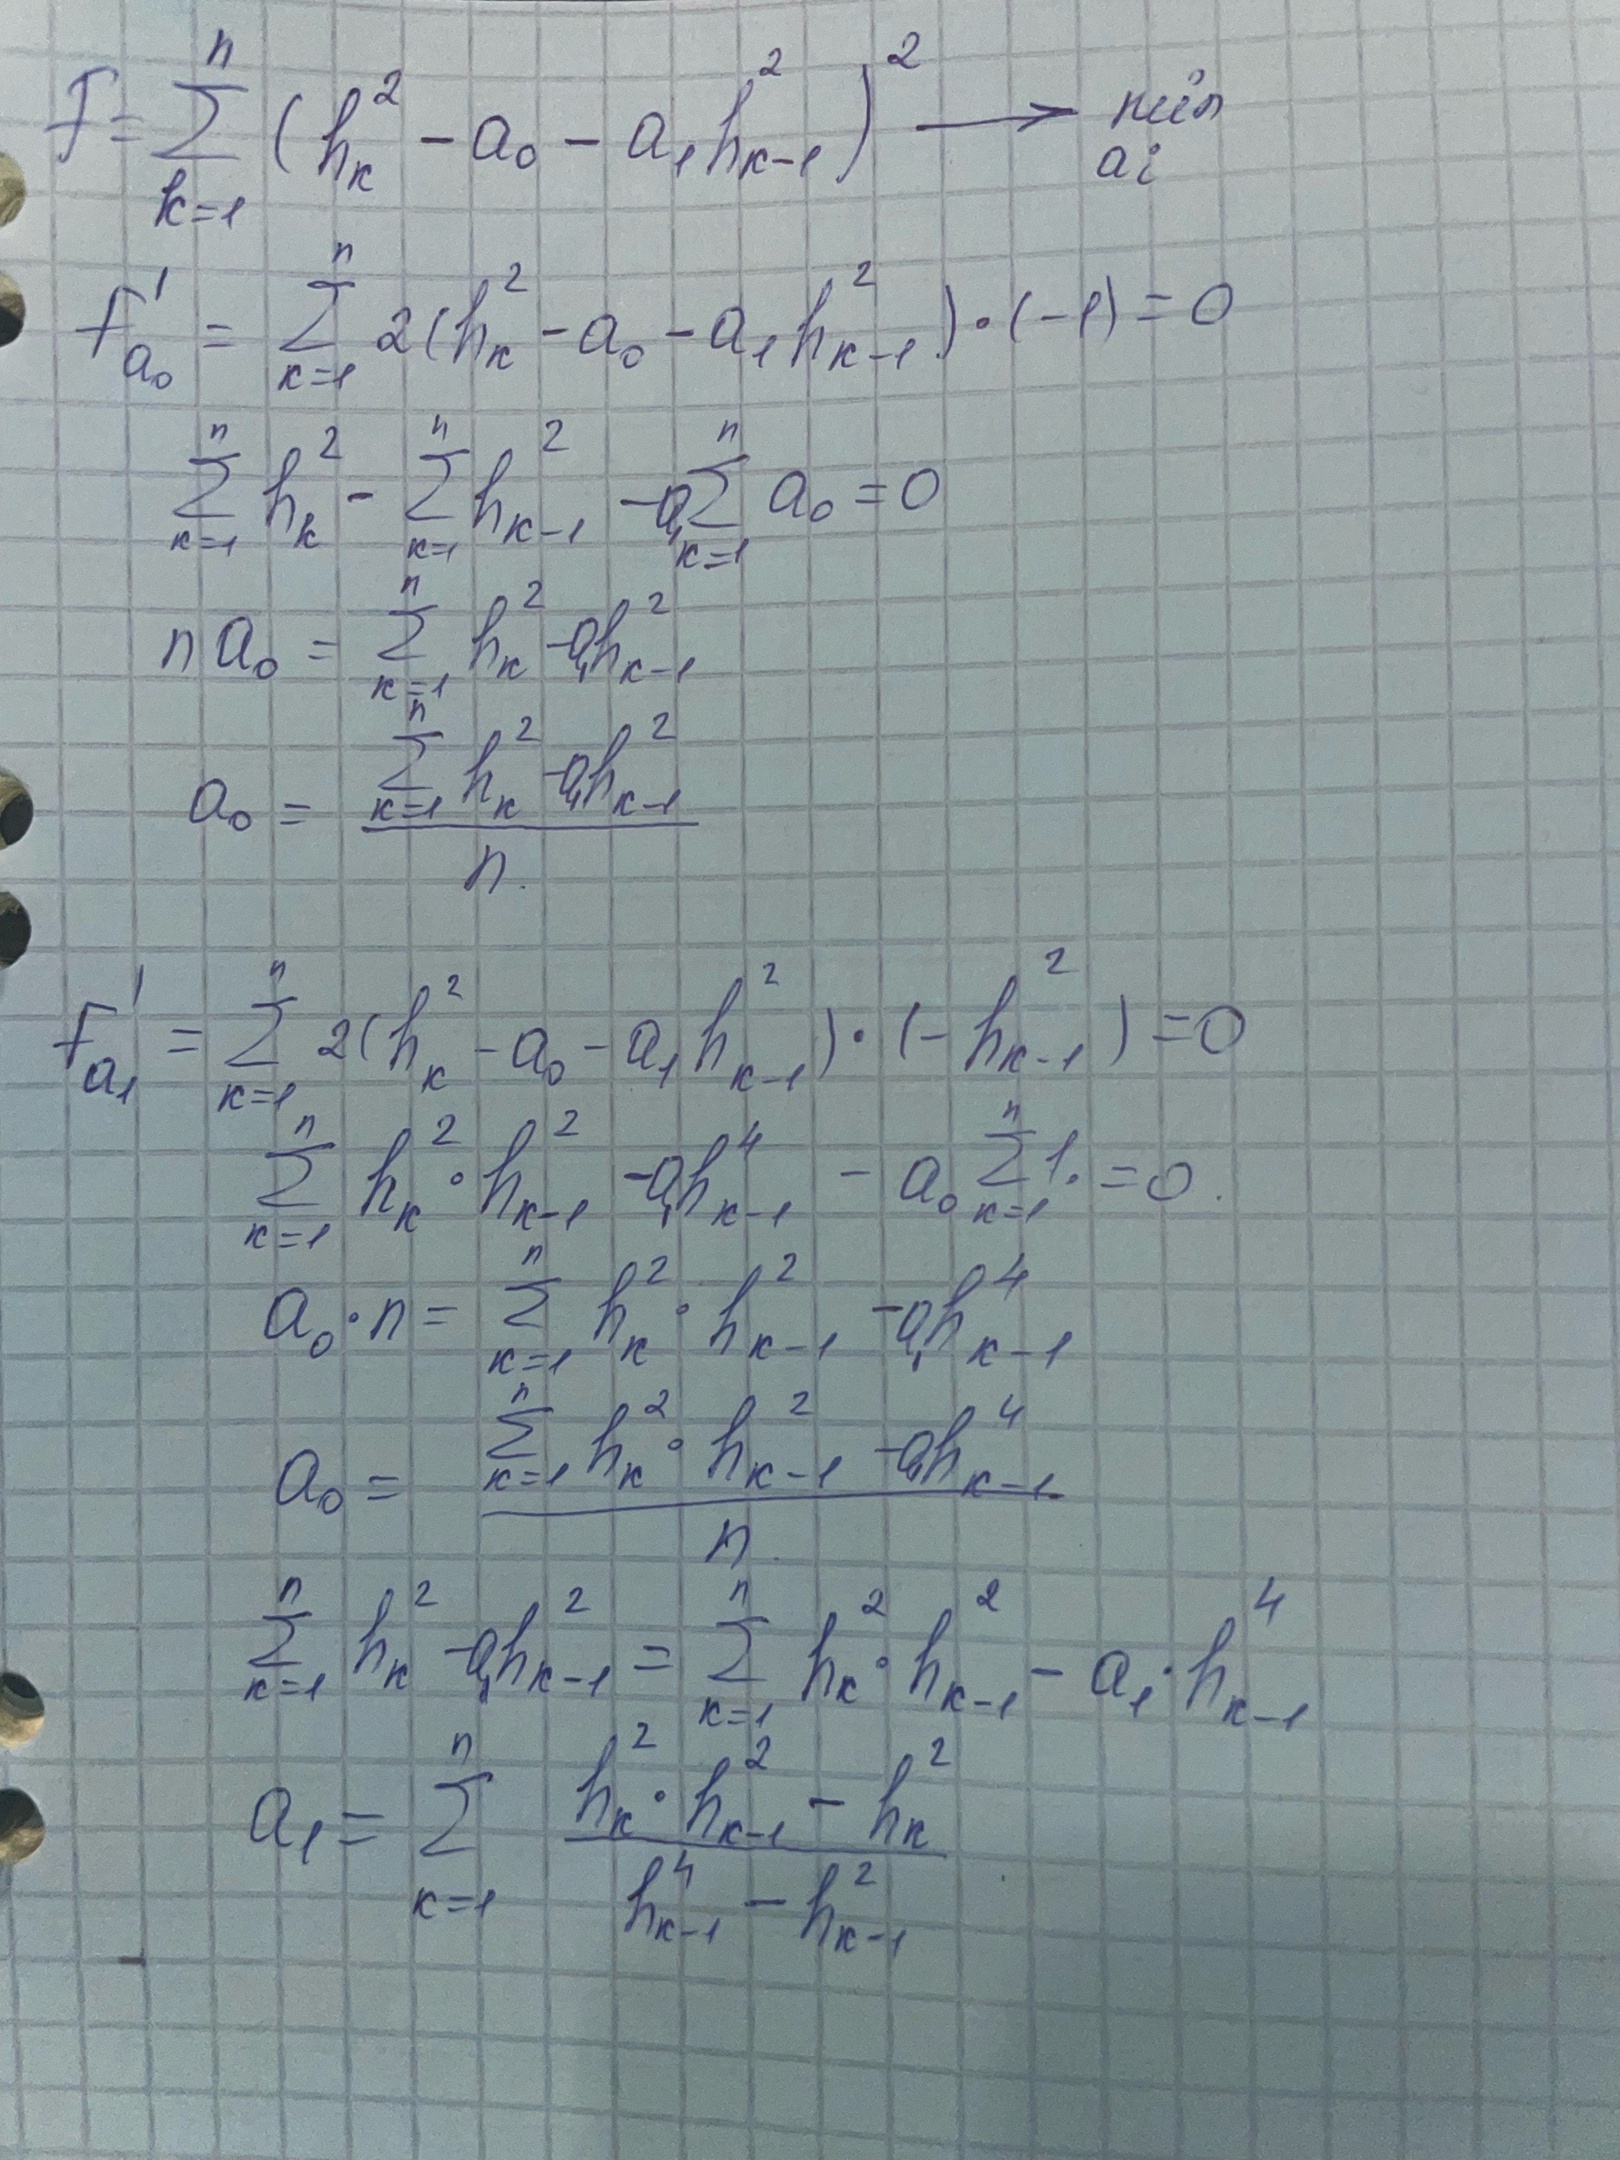 F = \sum_{k=1}^{n} (h_k^2 - a_0 - a_1 h_{k-1}^2)^2 \longrightarrow \min_{a_i}
F'_{a_0} = \sum_{k=1}^{n} 2(h_k^2 - a_0 - a_1 h_{k-1}^2) \cdot (-1) = 0
\sum_{k=1}^{n} h_k^2 - \sum_{k=1}^{n} h_{k-1}^2 - a_1 \sum_{k=1}^{n} a_0 = 0
n a_0 = \sum_{k=1}^{n} h_k^2 - a_1 h_{k-1}^2
a_0 = \frac{\sum_{k=1}^{n} h_k^2 - a_1 h_{k-1}^2}{n}.
F'_{a_1} = \sum_{k=1}^{n} 2(h_k^2 - a_0 - a_1 h_{k-1}^2) \cdot (-h_{k-1}^2) = 0
\sum_{k=1}^{n} h_k^2 \cdot h_{k-1}^2 - a_1 h_{k-1}^4 - a_0 \sum_{k=1}^{n} 1. = 0.
a_0 \cdot n = \sum_{k=1}^{n} h_k^2 \cdot h_{k-1}^2 - a_1 h_{k-1}^4
a_0 = \frac{\sum_{k=1}^{n} h_k^2 \cdot h_{k-1}^2 - a_1 h_{k-1}^4}{n.}
\sum_{k=1}^{n} h_k^2 - a_1 h_{k-1}^2 = \sum_{k=1}^{n} h_k^2 \cdot h_{k-1}^2 - a_1 \cdot h_{k-1}^4
a_1 = \sum_{k=1}^{n} \frac{h_k^2 \cdot h_{k-1}^2 - h_k^2}{h_{k-1}^4 - h_{k-1}^2}